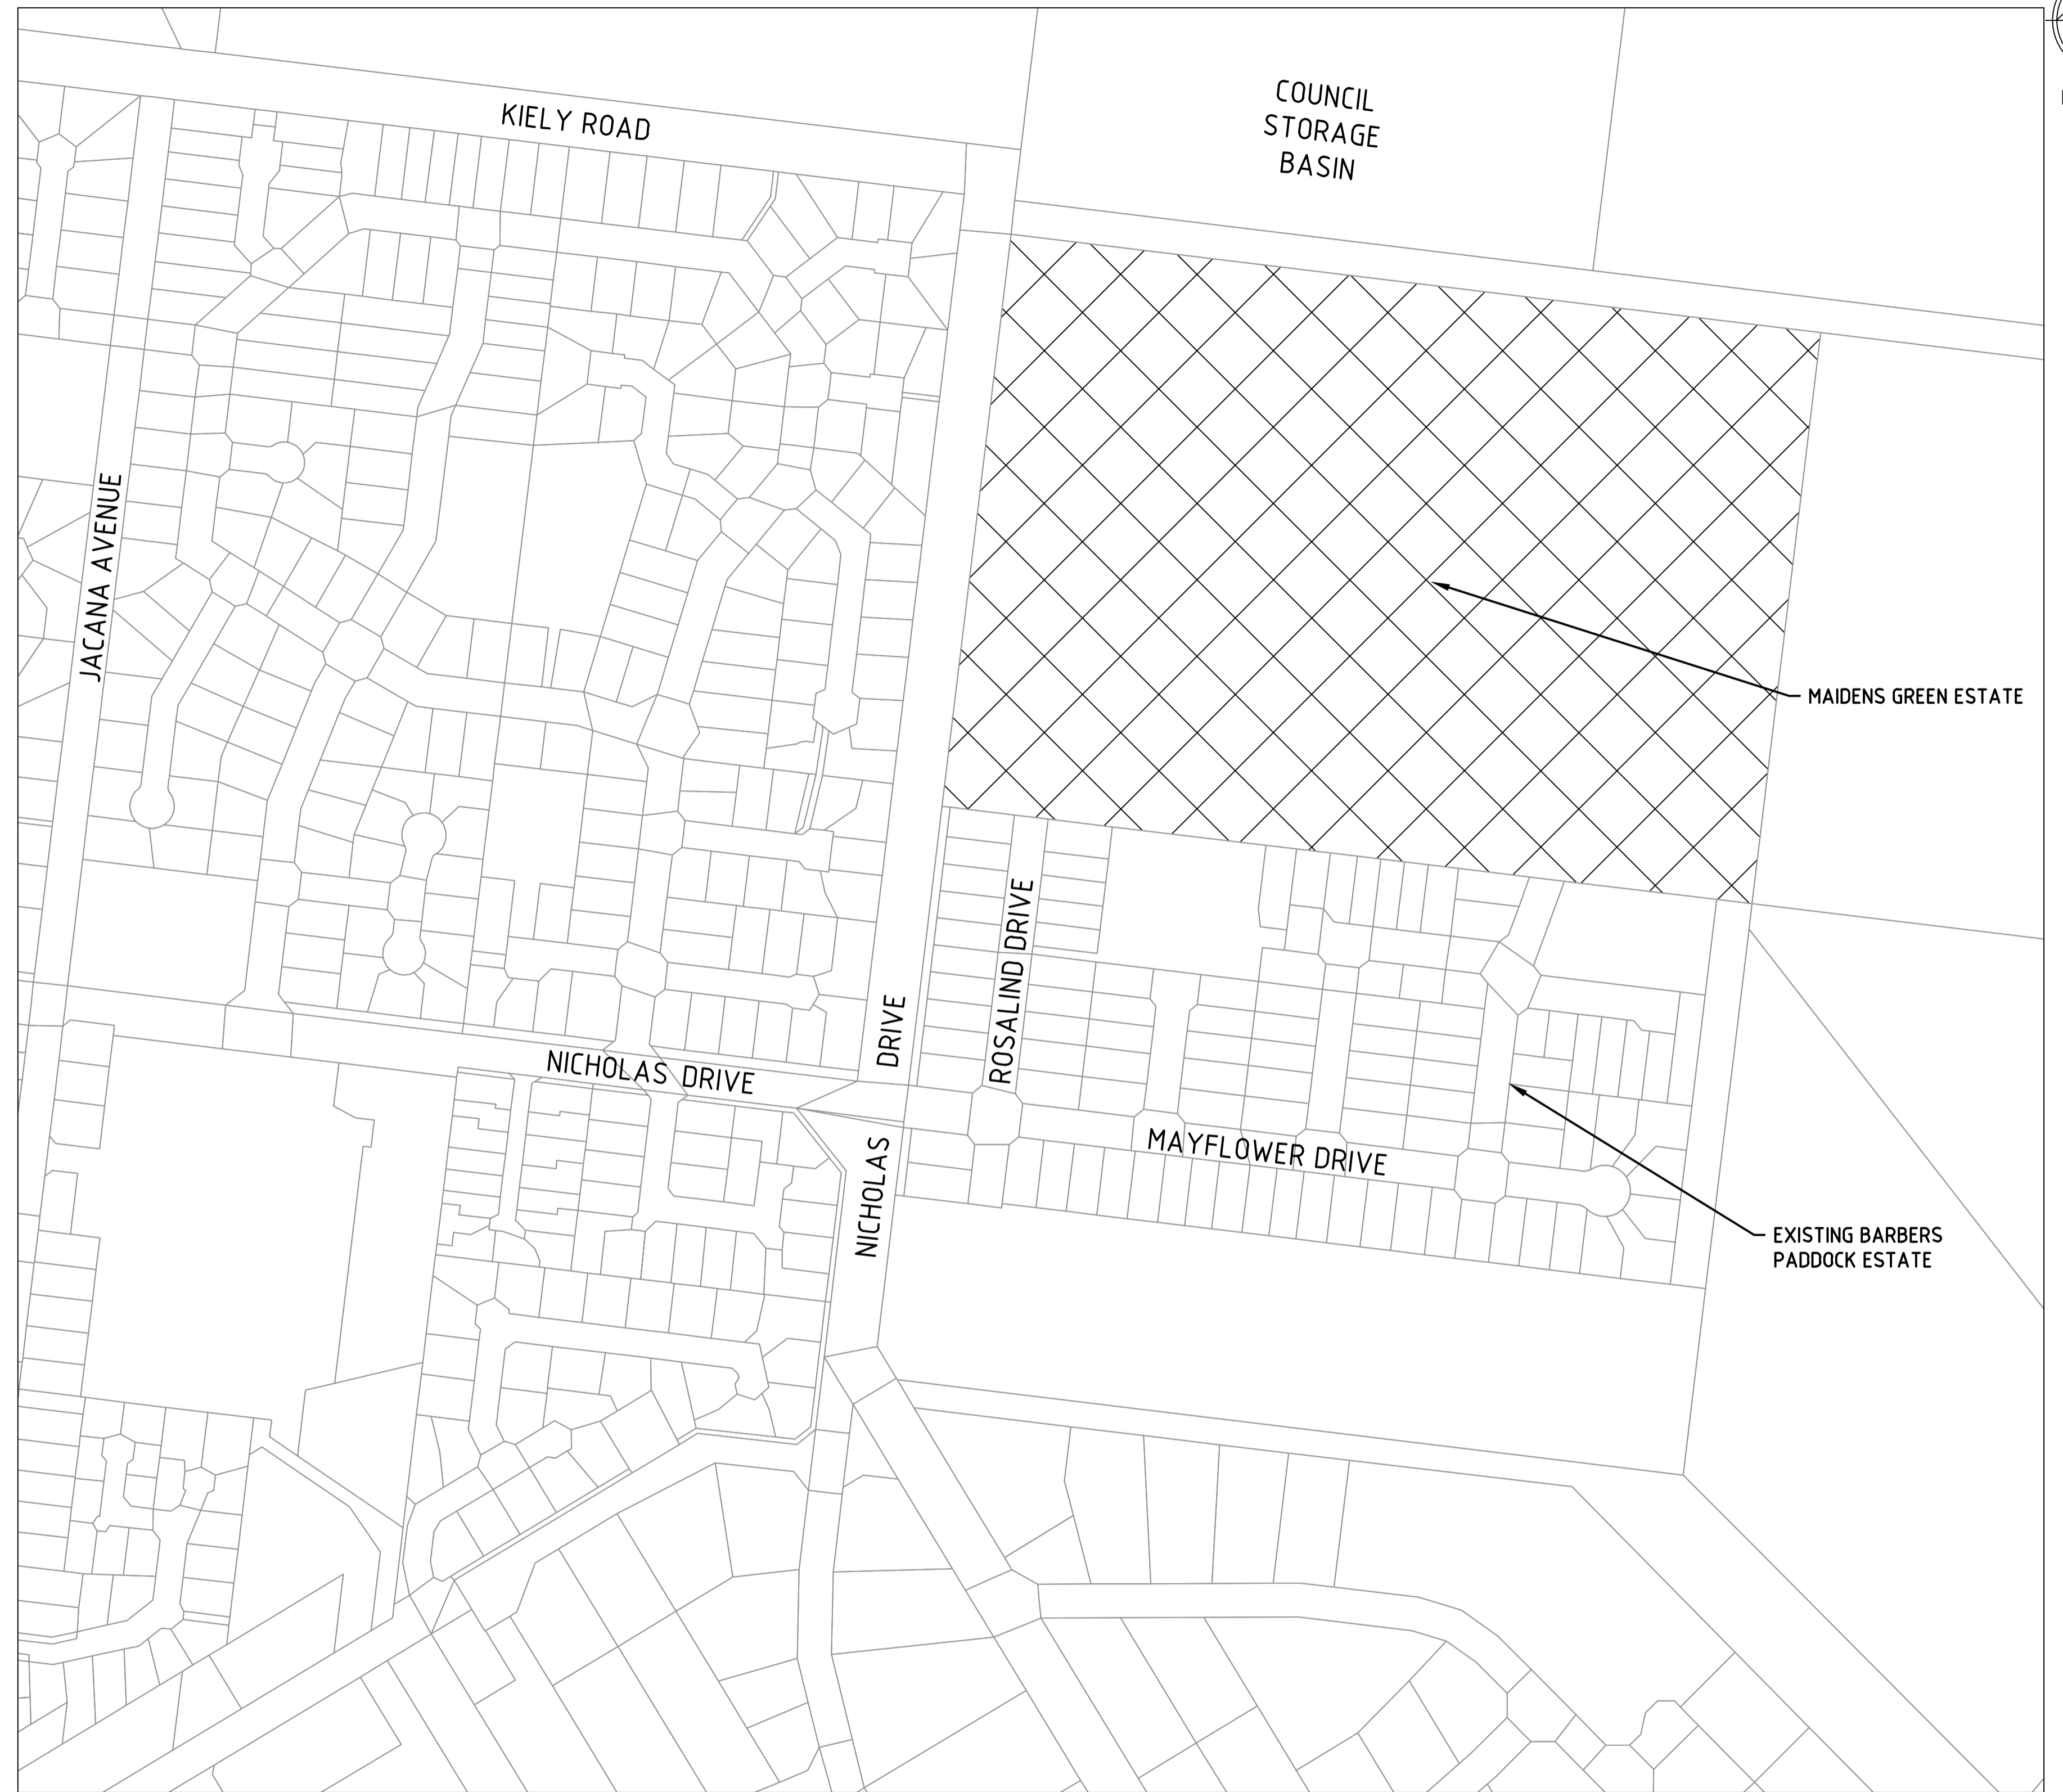 COUNCIL
STORAGE
BASIN
KIELY ROAD
JACANA AVENUE
MAIDENS GREEN ESTATE
ROSALIND DRIVE
DRIVE
NICHOLAS
NICHOLAS DRIVE
MAYFLOWER DRIVE
EXISTING BARBERS
PADDOCK ESTATE